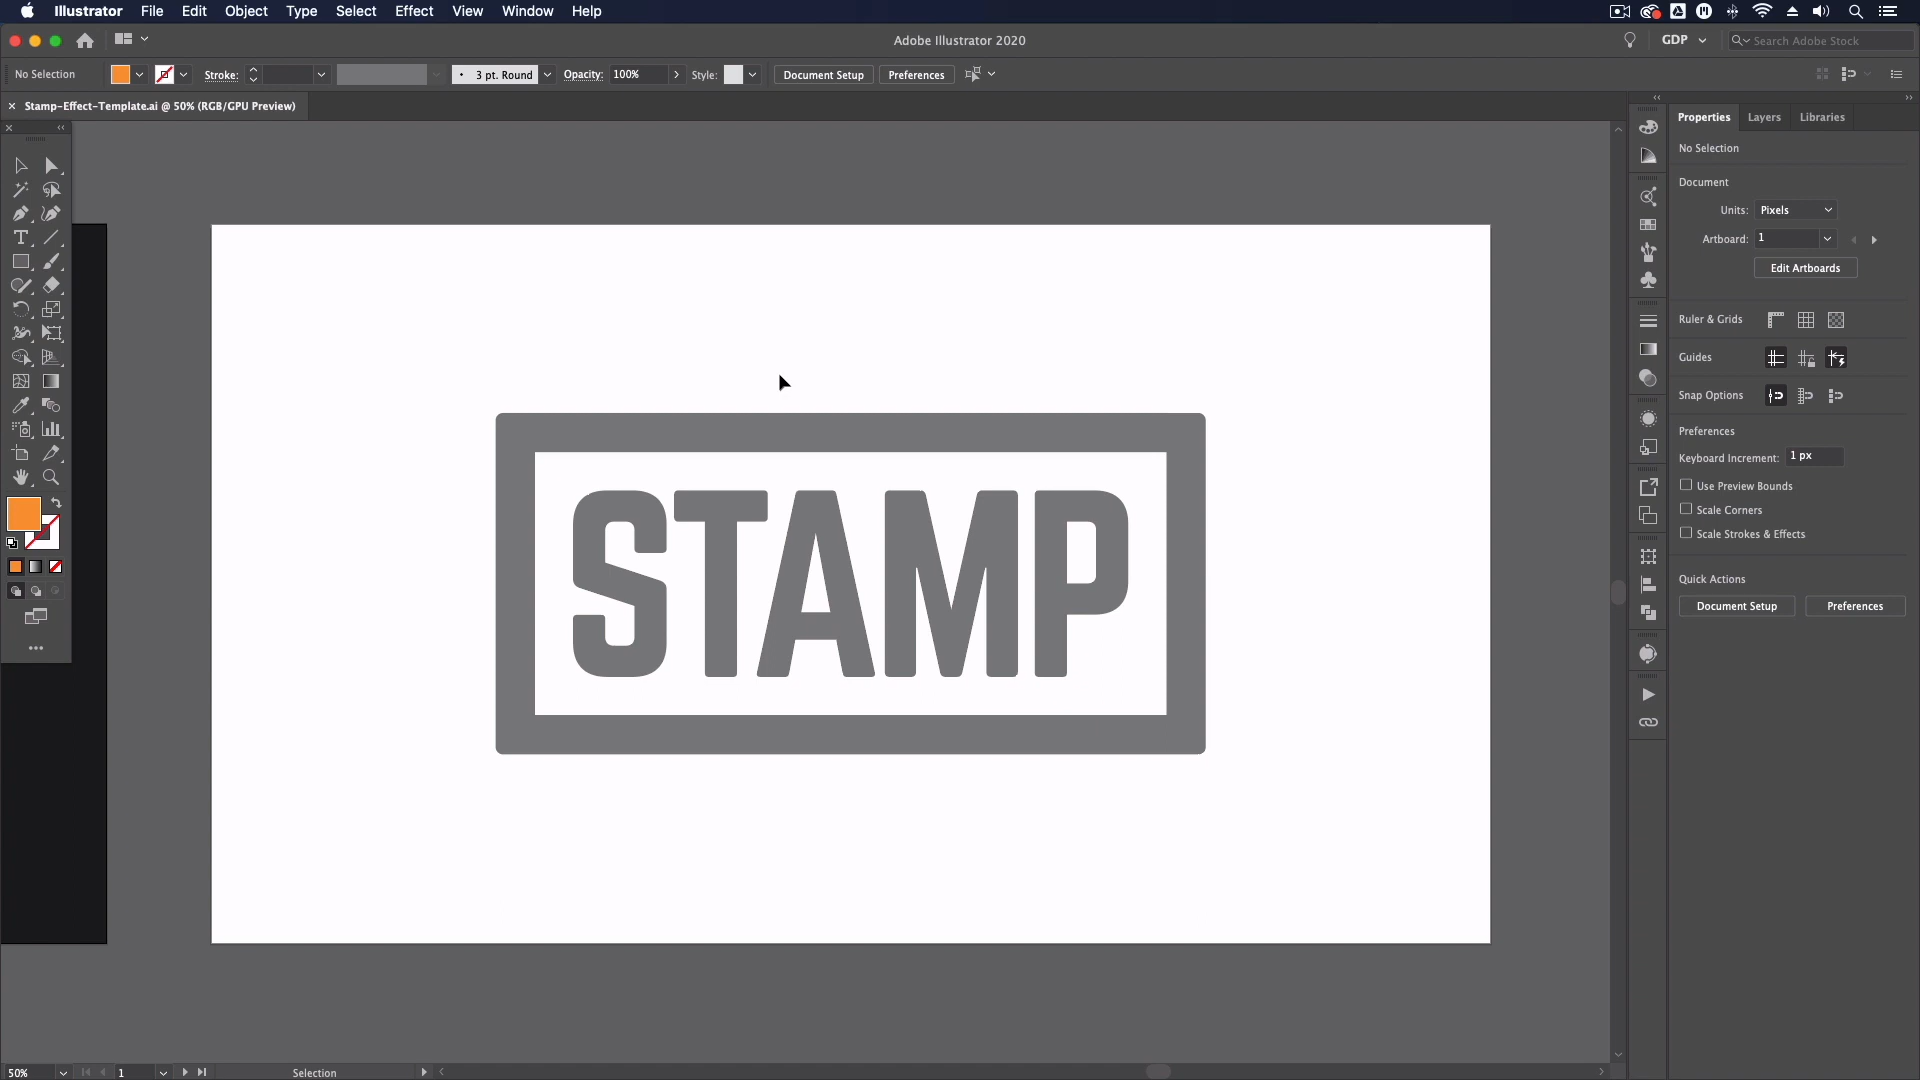 Illustrator File Edit Object Type Select Effect View Window Help
Adobe Illustrator 2020
GDP
Search Adobe Stock
No Selection
Stroke:
3 pt. Round
Opacity: 100%
Style:
Document Setup
Preferences
Stamp-Effect-Template.ai @ 50% (RGB/GPU Preview)
Properties Layers Libraries
No Selection
Document
Units: Pixels
Artboard: 1
Edit Artboards
Ruler & Grids
Guides
Snap Options
Preferences
Keyboard Increment: 1 px
Use Preview Bounds
Scale Corners
Scale Strokes & Effects
Quick Actions
Document Setup Preferences
STAMP
50% 1 Selection